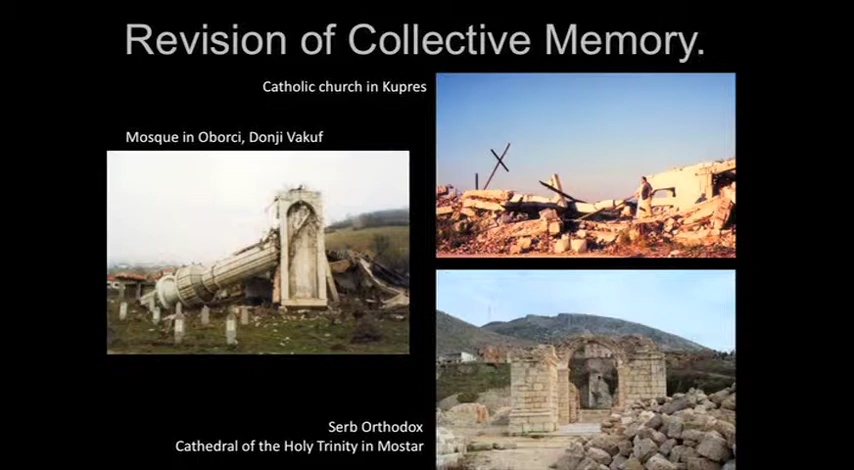 Revision of Collective Memory.
Catholic church in Kupres
Mosque in Oborci, Donji Vakuf
Serb Orthodox
Cathedral of the Holy Trinity in Mostar